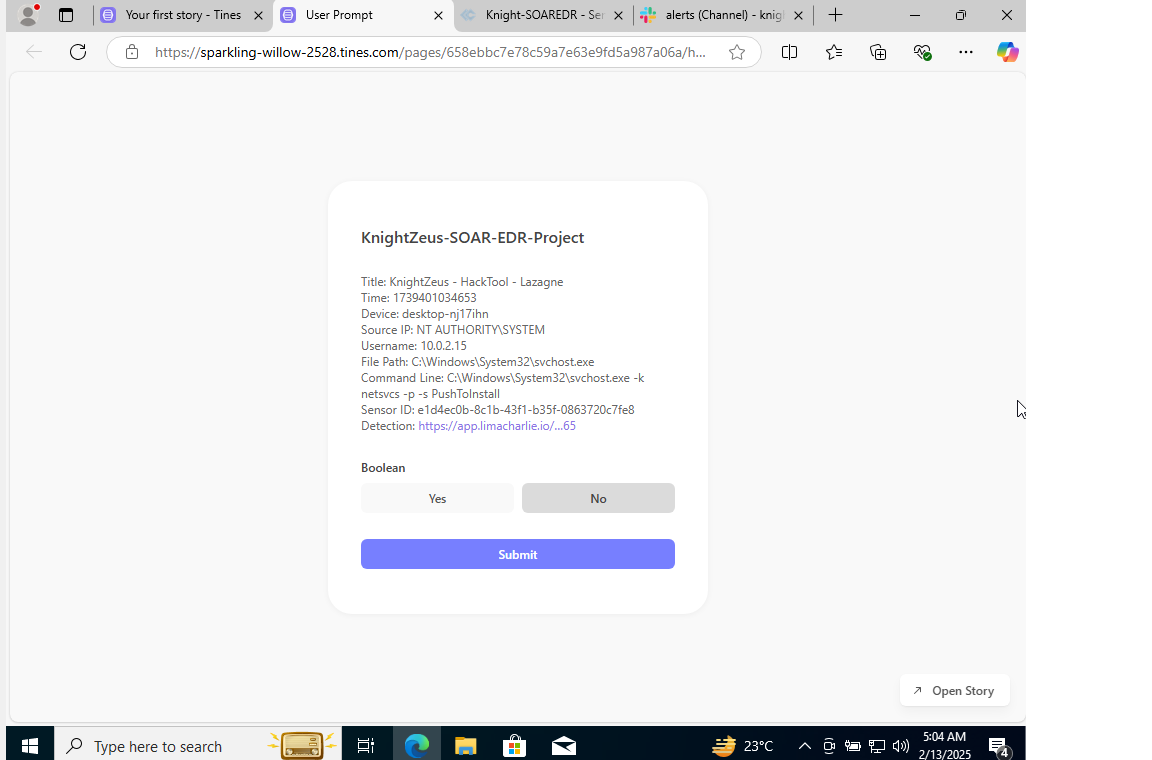 Your first story - Tines
User Prompt
Knight-SOAREDR - Ser
alerts (Channel) - knig
https://sparkling-willow-2528.tines.com/pages/658ebbc7e78c59a7e63e9fd5a987a06a/h...
KnightZeus-SOAR-EDR-Project
Title: KnightZeus - HackTool - Lazagne
Time: 1739401034653
Device: desktop-nj17ihn
Source IP: NT AUTHORITY\SYSTEM
Username: 10.0.2.15
File Path: C:\Windows\System32\svchost.exe
Command Line: C:\Windows\System32\svchost.exe -k
netsvcs -p -s PushToInstall
Sensor ID: e1d4ec0b-8c1b-43f1-b35f-0863720c7fe8
Detection: https://app.limacharlie.io/...65
Boolean
Yes
No
Submit
Open Story
Type here to search
23°C
5:04 AM
2/13/2025
4